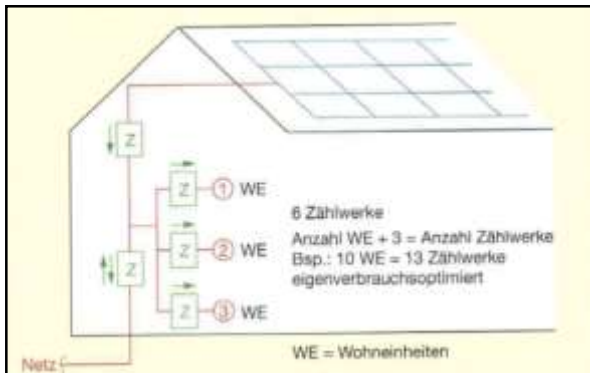 Z
Z
① WE
6 Zählwerke
Anzahl WE + 3 = Anzahl Zählwerke
Z
② WE
Bsp.: 10 WE = 13 Zählwerke
Z
eigenverbrauchsoptimiert
Z
③ WE
WE = Wohneinheiten
Netz